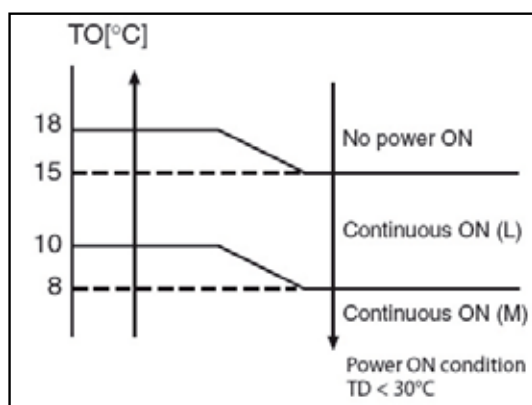 TO[°C]
18
No power ON
15
Continuous ON (L)
10
8
Continuous ON (M)
Power ON condition
TD < 30°C